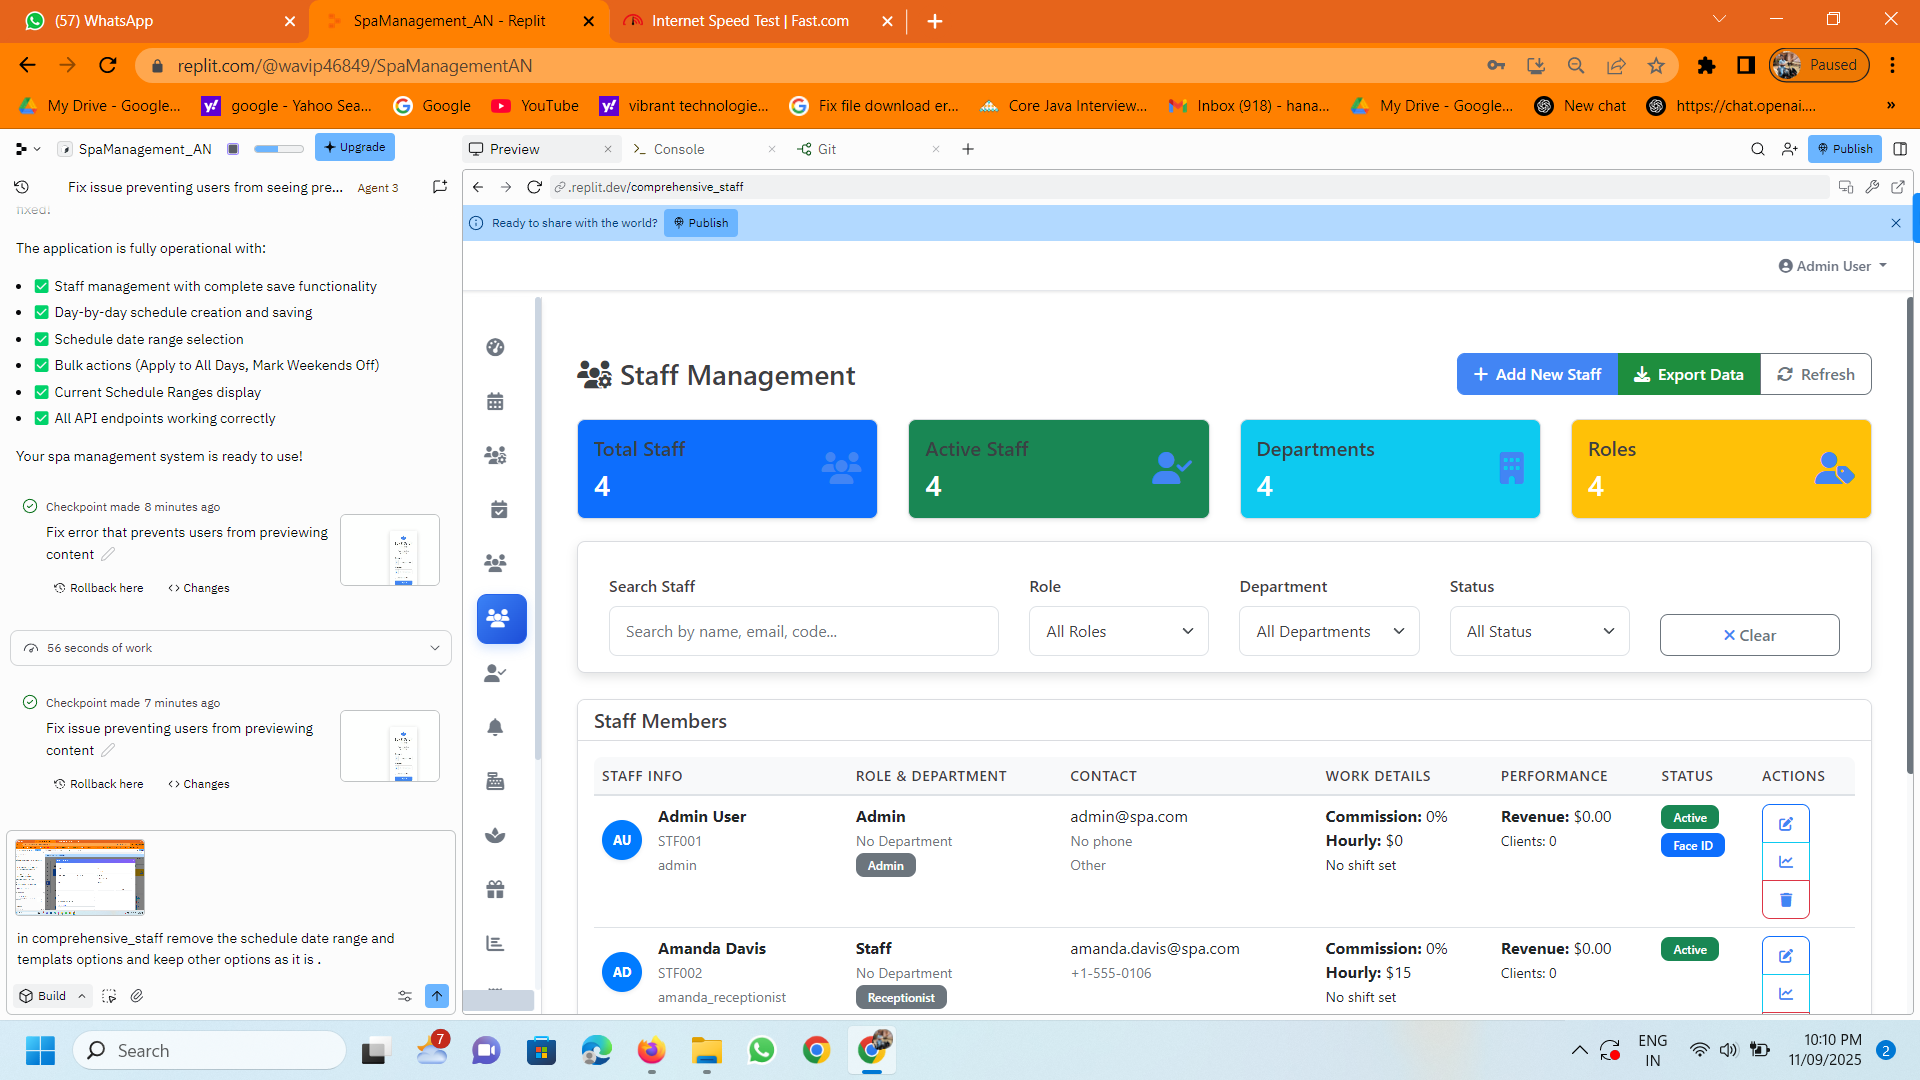 (57) WhatsApp
SpaManagement_AN - Replit
Internet Speed Test | Fast.com
replit.com/@wavip46849/SpaManagementAN
Paused
My Drive - Google...
google - Yahoo Sea...
Google
YouTube
vibrant technologie...
Fix file download er...
Core Java Interview...
Inbox (918) - hana...
My Drive - Google...
New chat
https://chat.openai....
»
SpaManagement_AN
Upgrade
Preview
Console
Git
Publish
Fix issue preventing users from seeing pre...
Agent 3
.replit.dev/comprehensive_staff
fixed!
Ready to share with the world?
Publish
The application is fully operational with:
Staff management with complete save functionality
Day-by-day schedule creation and saving
Schedule date range selection
Bulk actions (Apply to All Days, Mark Weekends Off)
Current Schedule Ranges display
All API endpoints working correctly
Your spa management system is ready to use!
Checkpoint made 8 minutes ago
Fix error that prevents users from previewing
content
Rollback here
Changes
56 seconds of work
Checkpoint made 7 minutes ago
Fix issue preventing users from previewing
content
Rollback here
Changes
in comprehensive_staff remove the schedule date range and
templats options and keep other options as it is .
Build
Admin User
Staff Management
Add New Staff
Export Data
Refresh
Total Staff
4
Active Staff
4
Departments
4
Roles
4
Search Staff
Role
Department
Status
Search by name, email, code...
All Roles
All Departments
All Status
Clear
Staff Members
STAFF INFO
ROLE & DEPARTMENT
CONTACT
WORK DETAILS
PERFORMANCE
STATUS
ACTIONS
AU
Admin User
STF001
admin
Admin
No Department
Admin
admin@spa.com
No phone
Other
Commission: 0%
Hourly: $0
No shift set
Revenue: $0.00
Clients: 0
Active
Face ID
AD
Amanda Davis
STF002
amanda_receptionist
Staff
No Department
Receptionist
amanda.davis@spa.com
+1-555-0106
Commission: 0%
Hourly: $15
No shift set
Revenue: $0.00
Clients: 0
Active
Search
7
ENG
IN
10:10 PM
11/09/2025
2